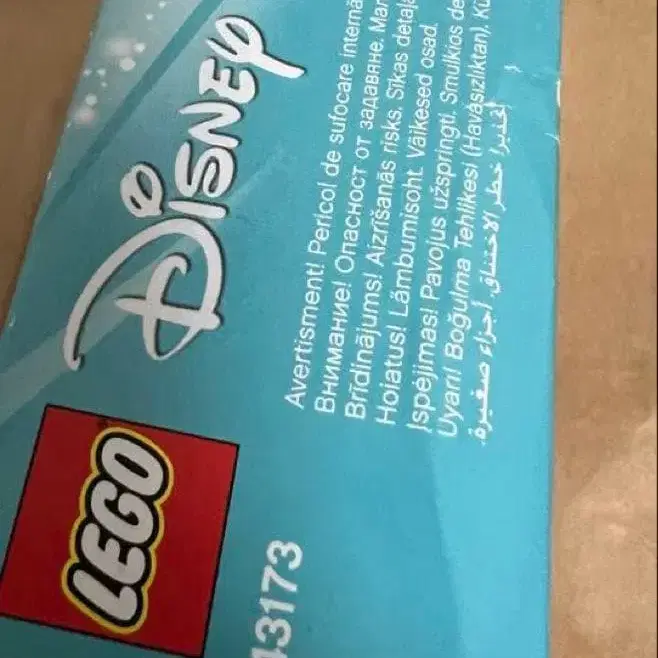 LEGO
DISNEY
43173
Avertisment! Pericol de sufocare internă
Внимание! Опасност от задавяне.
Brīdinājums! Aizrīšanās risks. Sīkas
Hoiatus! Lämbumisoht. Väikesed osad.
Įspėjimas! Pavojus užspringti. Smulkios
Uyarı! Boğulma Tehlikesi (Havasızlıktan).
تحذير! خطر الاختناق. أجزاء صغيرة.